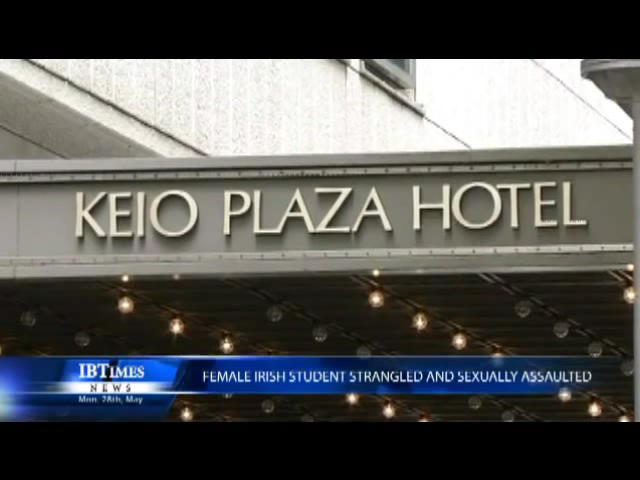 KEIO PLAZA HOTEL
IBTIMES
NEWS
FEMALE IRISH STUDENT STRANGLED AND SEXUALLY ASSAULTED
Mon, 28th, May